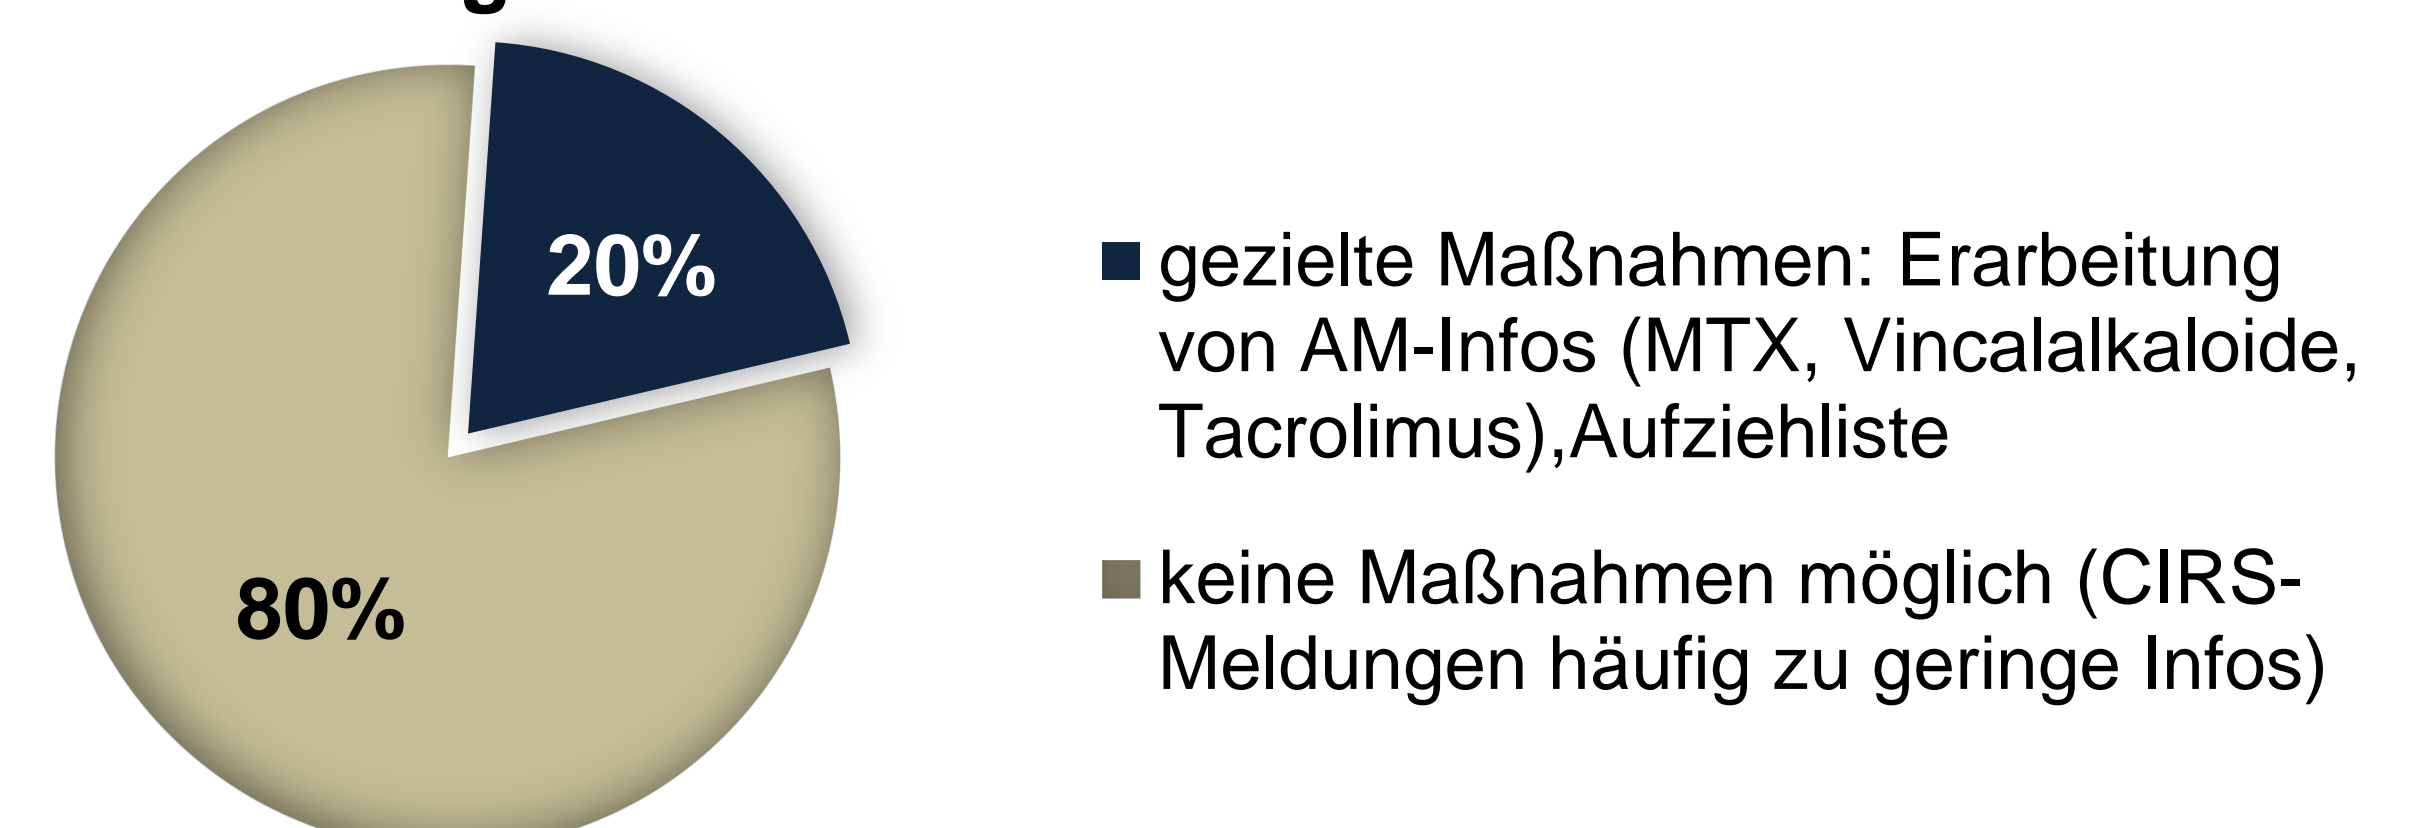 20%
80%
gezielte Maßnahmen: Erarbeitung
von AM-Infos (MTX, Vincalalkaloide,
Tacrolimus),Aufziehliste
keine Maßnahmen möglich (CIRS-
Meldungen häufig zu geringe Infos)